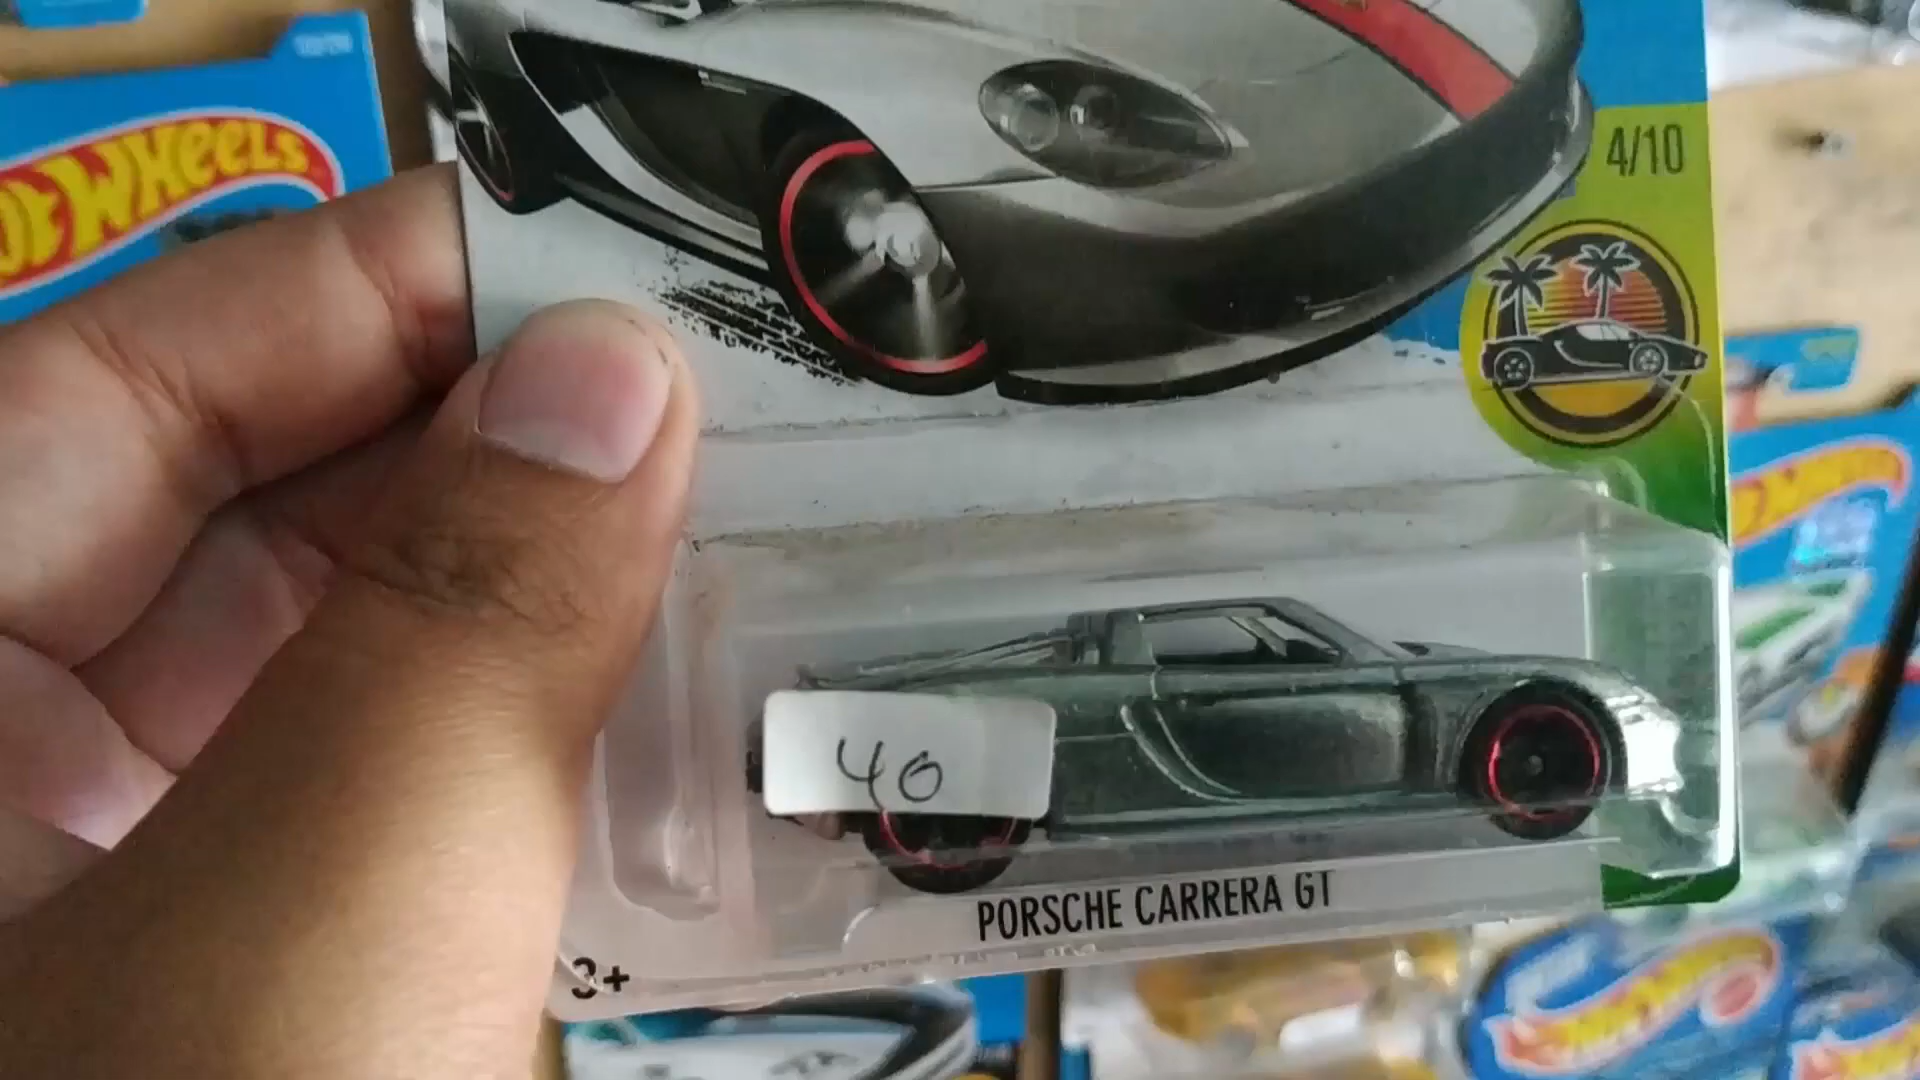 HOT WHEELS
4/10
40
PORSCHE CARRERA GT
3+